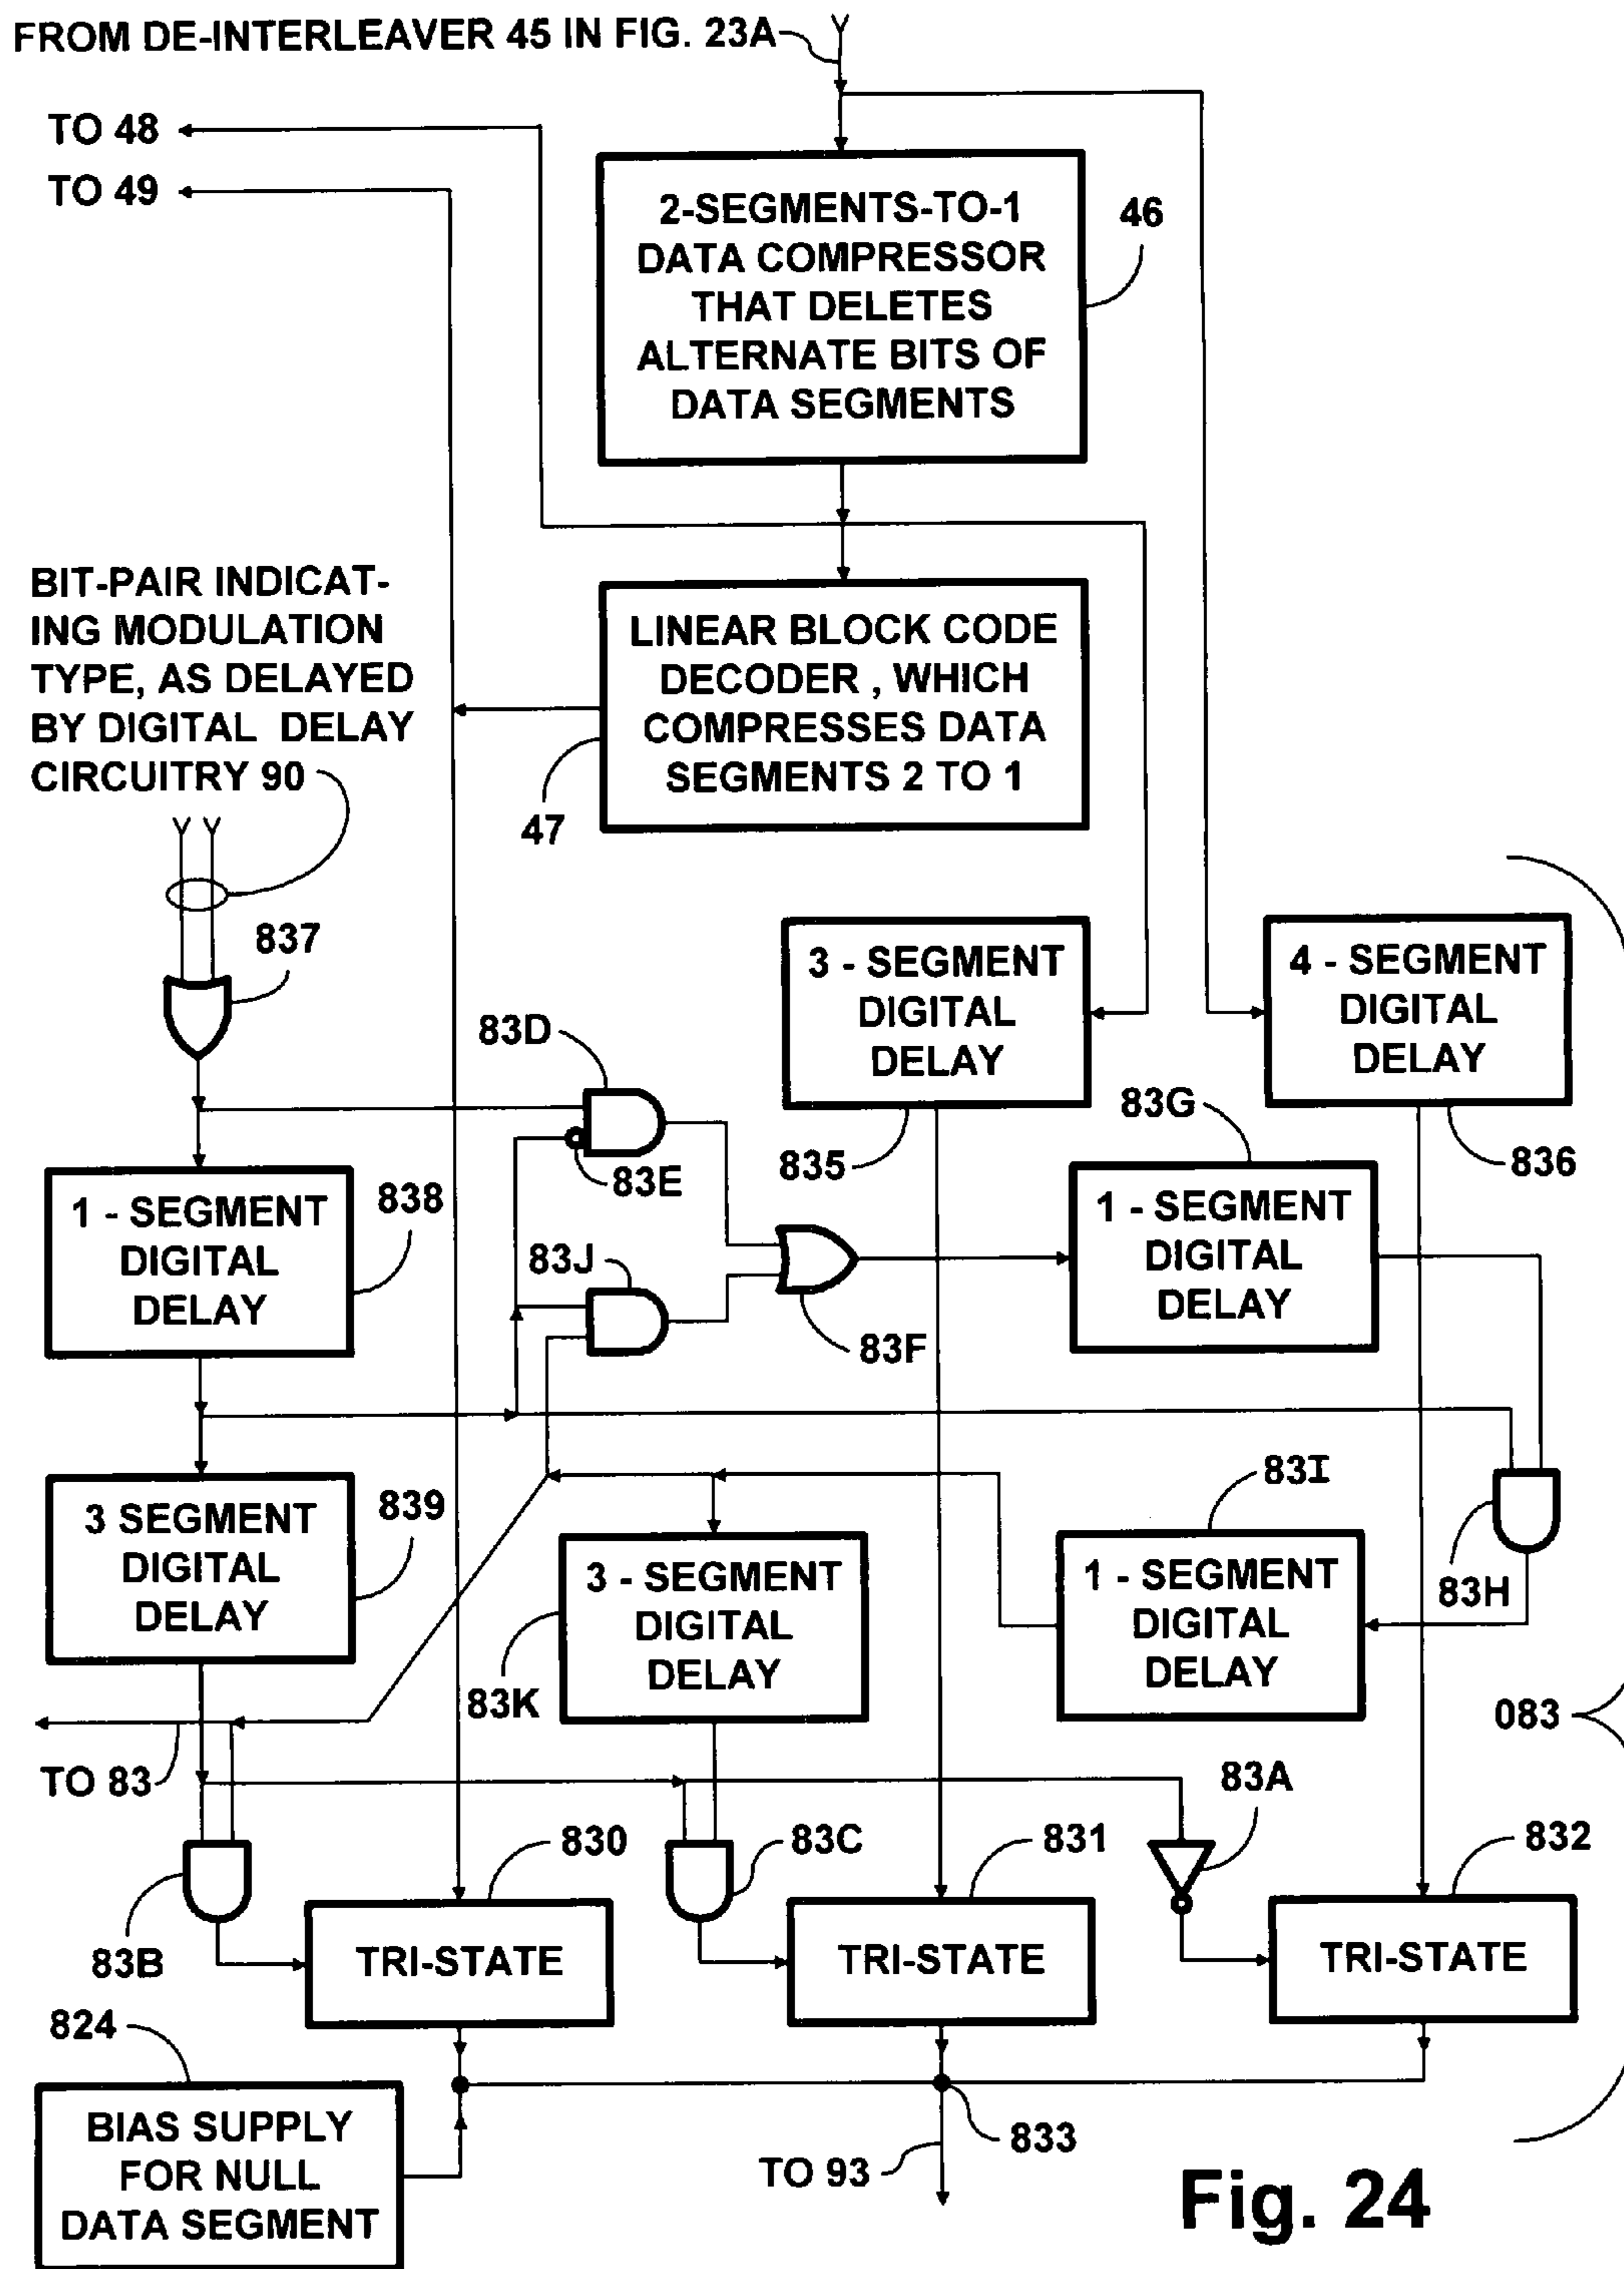 FROM DE-INTERLEAVER 45 IN FIG. 23A
TO 48
TO 49
2-SEGMENTS-TO-1
DATA COMPRESSOR
THAT DELETES
ALTERNATE BITS OF
DATA SEGMENTS
46
BIT-PAIR INDICAT-
ING MODULATION
TYPE, AS DELAYED
BY DIGITAL DELAY
CIRCUITRY 90
LINEAR BLOCK CODE
DECODER , WHICH
COMPRESSES DATA
SEGMENTS 2 TO 1
47
837
3 - SEGMENT
DIGITAL
DELAY
835
4 - SEGMENT
DIGITAL
DELAY
836
83D
83E
83G
1 - SEGMENT
DIGITAL
DELAY
838
83J
83F
1 - SEGMENT
DIGITAL
DELAY
3 SEGMENT
DIGITAL
DELAY
839
3 - SEGMENT
DIGITAL
DELAY
83K
83I
1 - SEGMENT
DIGITAL
DELAY
83H
083
TO 83
83A
83B
830
83C
831
832
TRI-STATE
TRI-STATE
TRI-STATE
824
BIAS SUPPLY
FOR NULL
DATA SEGMENT
833
TO 93
Fig. 24